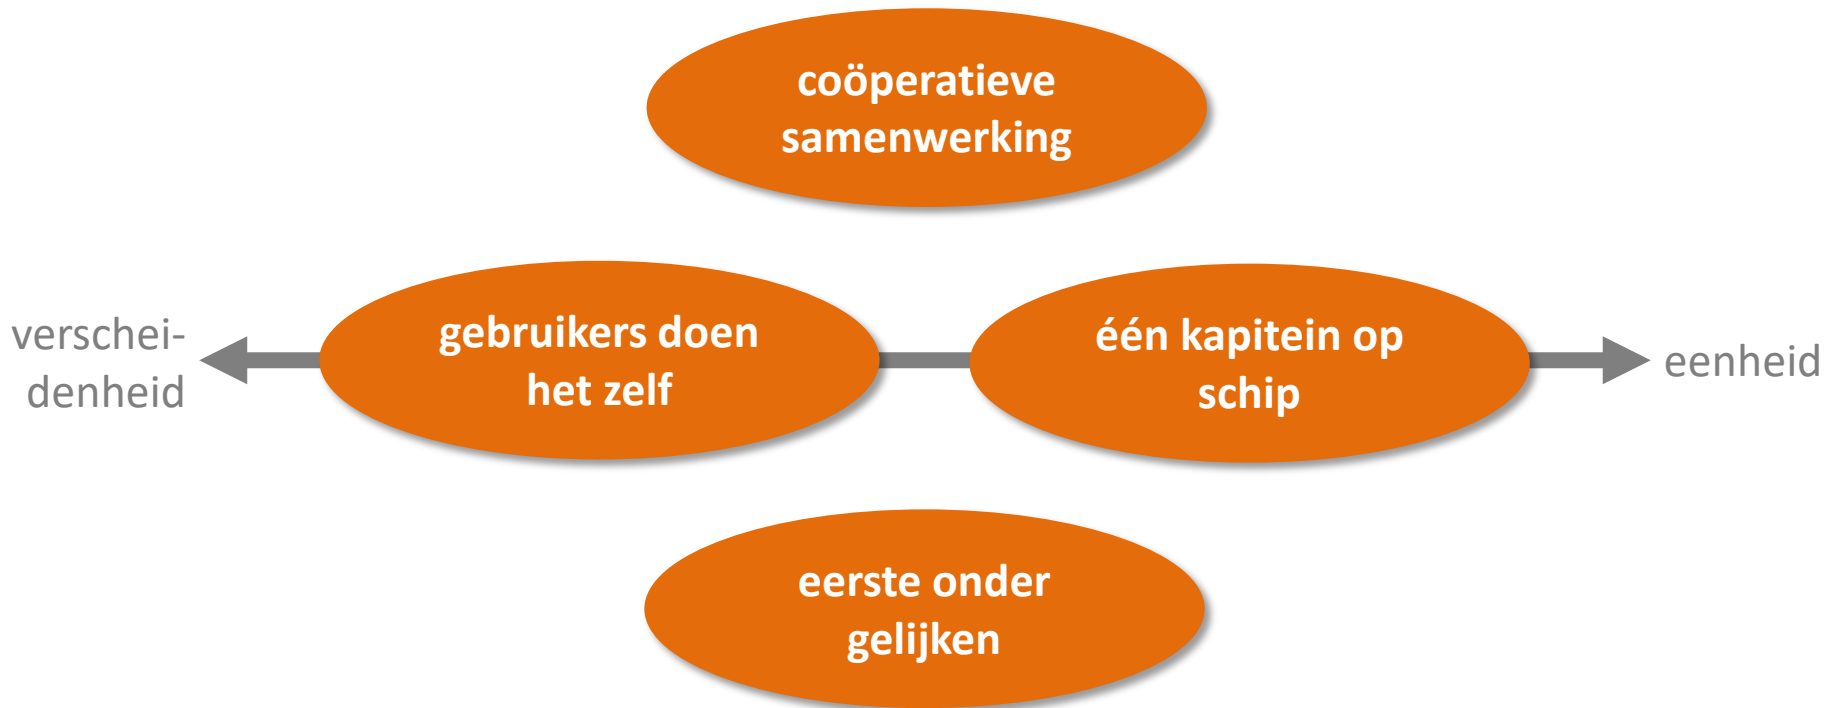 coöperatieve
samenwerking
verschei-
denheid
gebruikers doen
het zelf
één kapitein op
schip
eenheid
eerste onder
gelijken